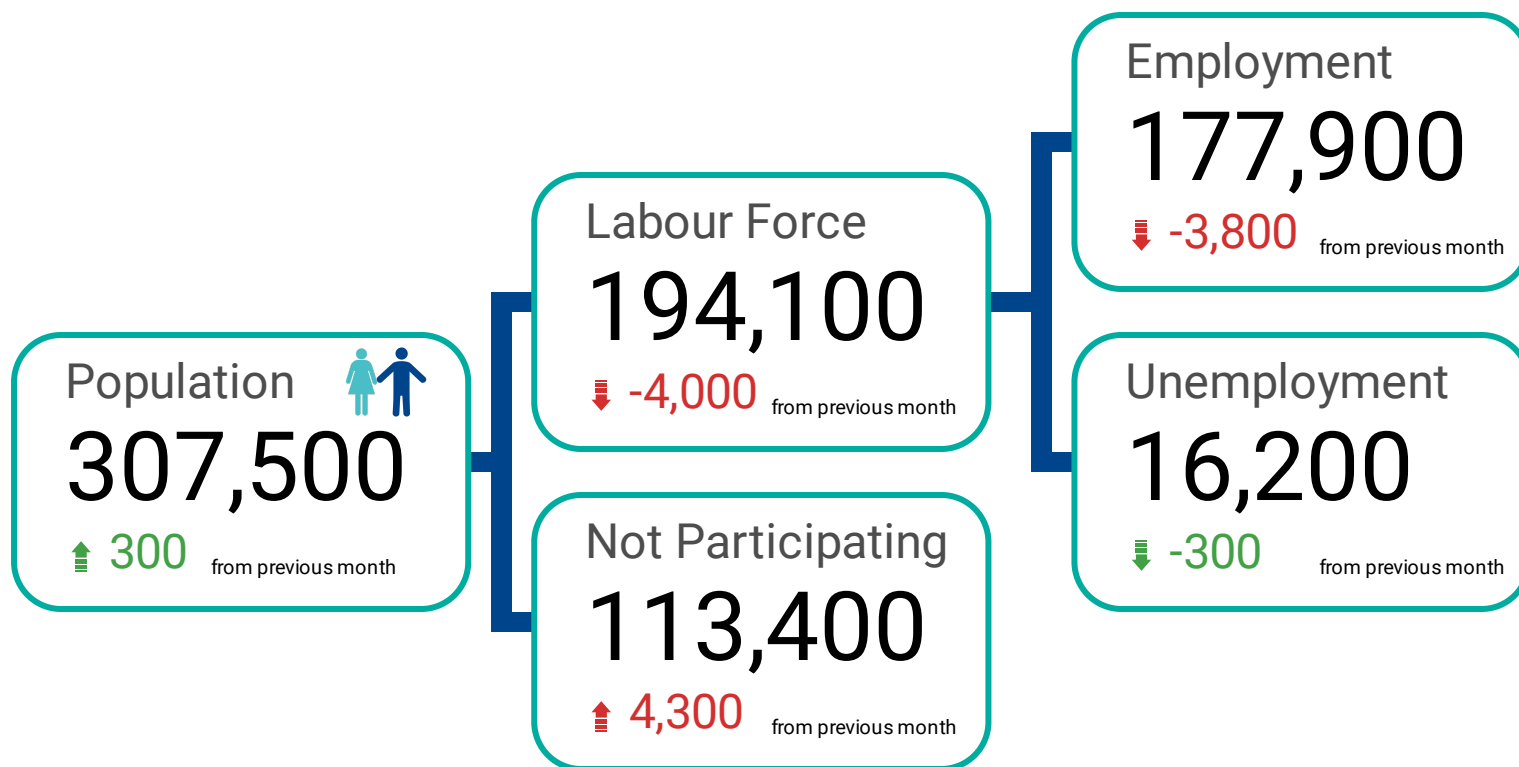 Population
307,500
300 from previous month
Labour Force
194,100
-4,000 from previous month
Not Participating
113,400
4,300 from previous month
Employment
177,900
-3,800 from previous month
Unemployment
16,200
-300 from previous month